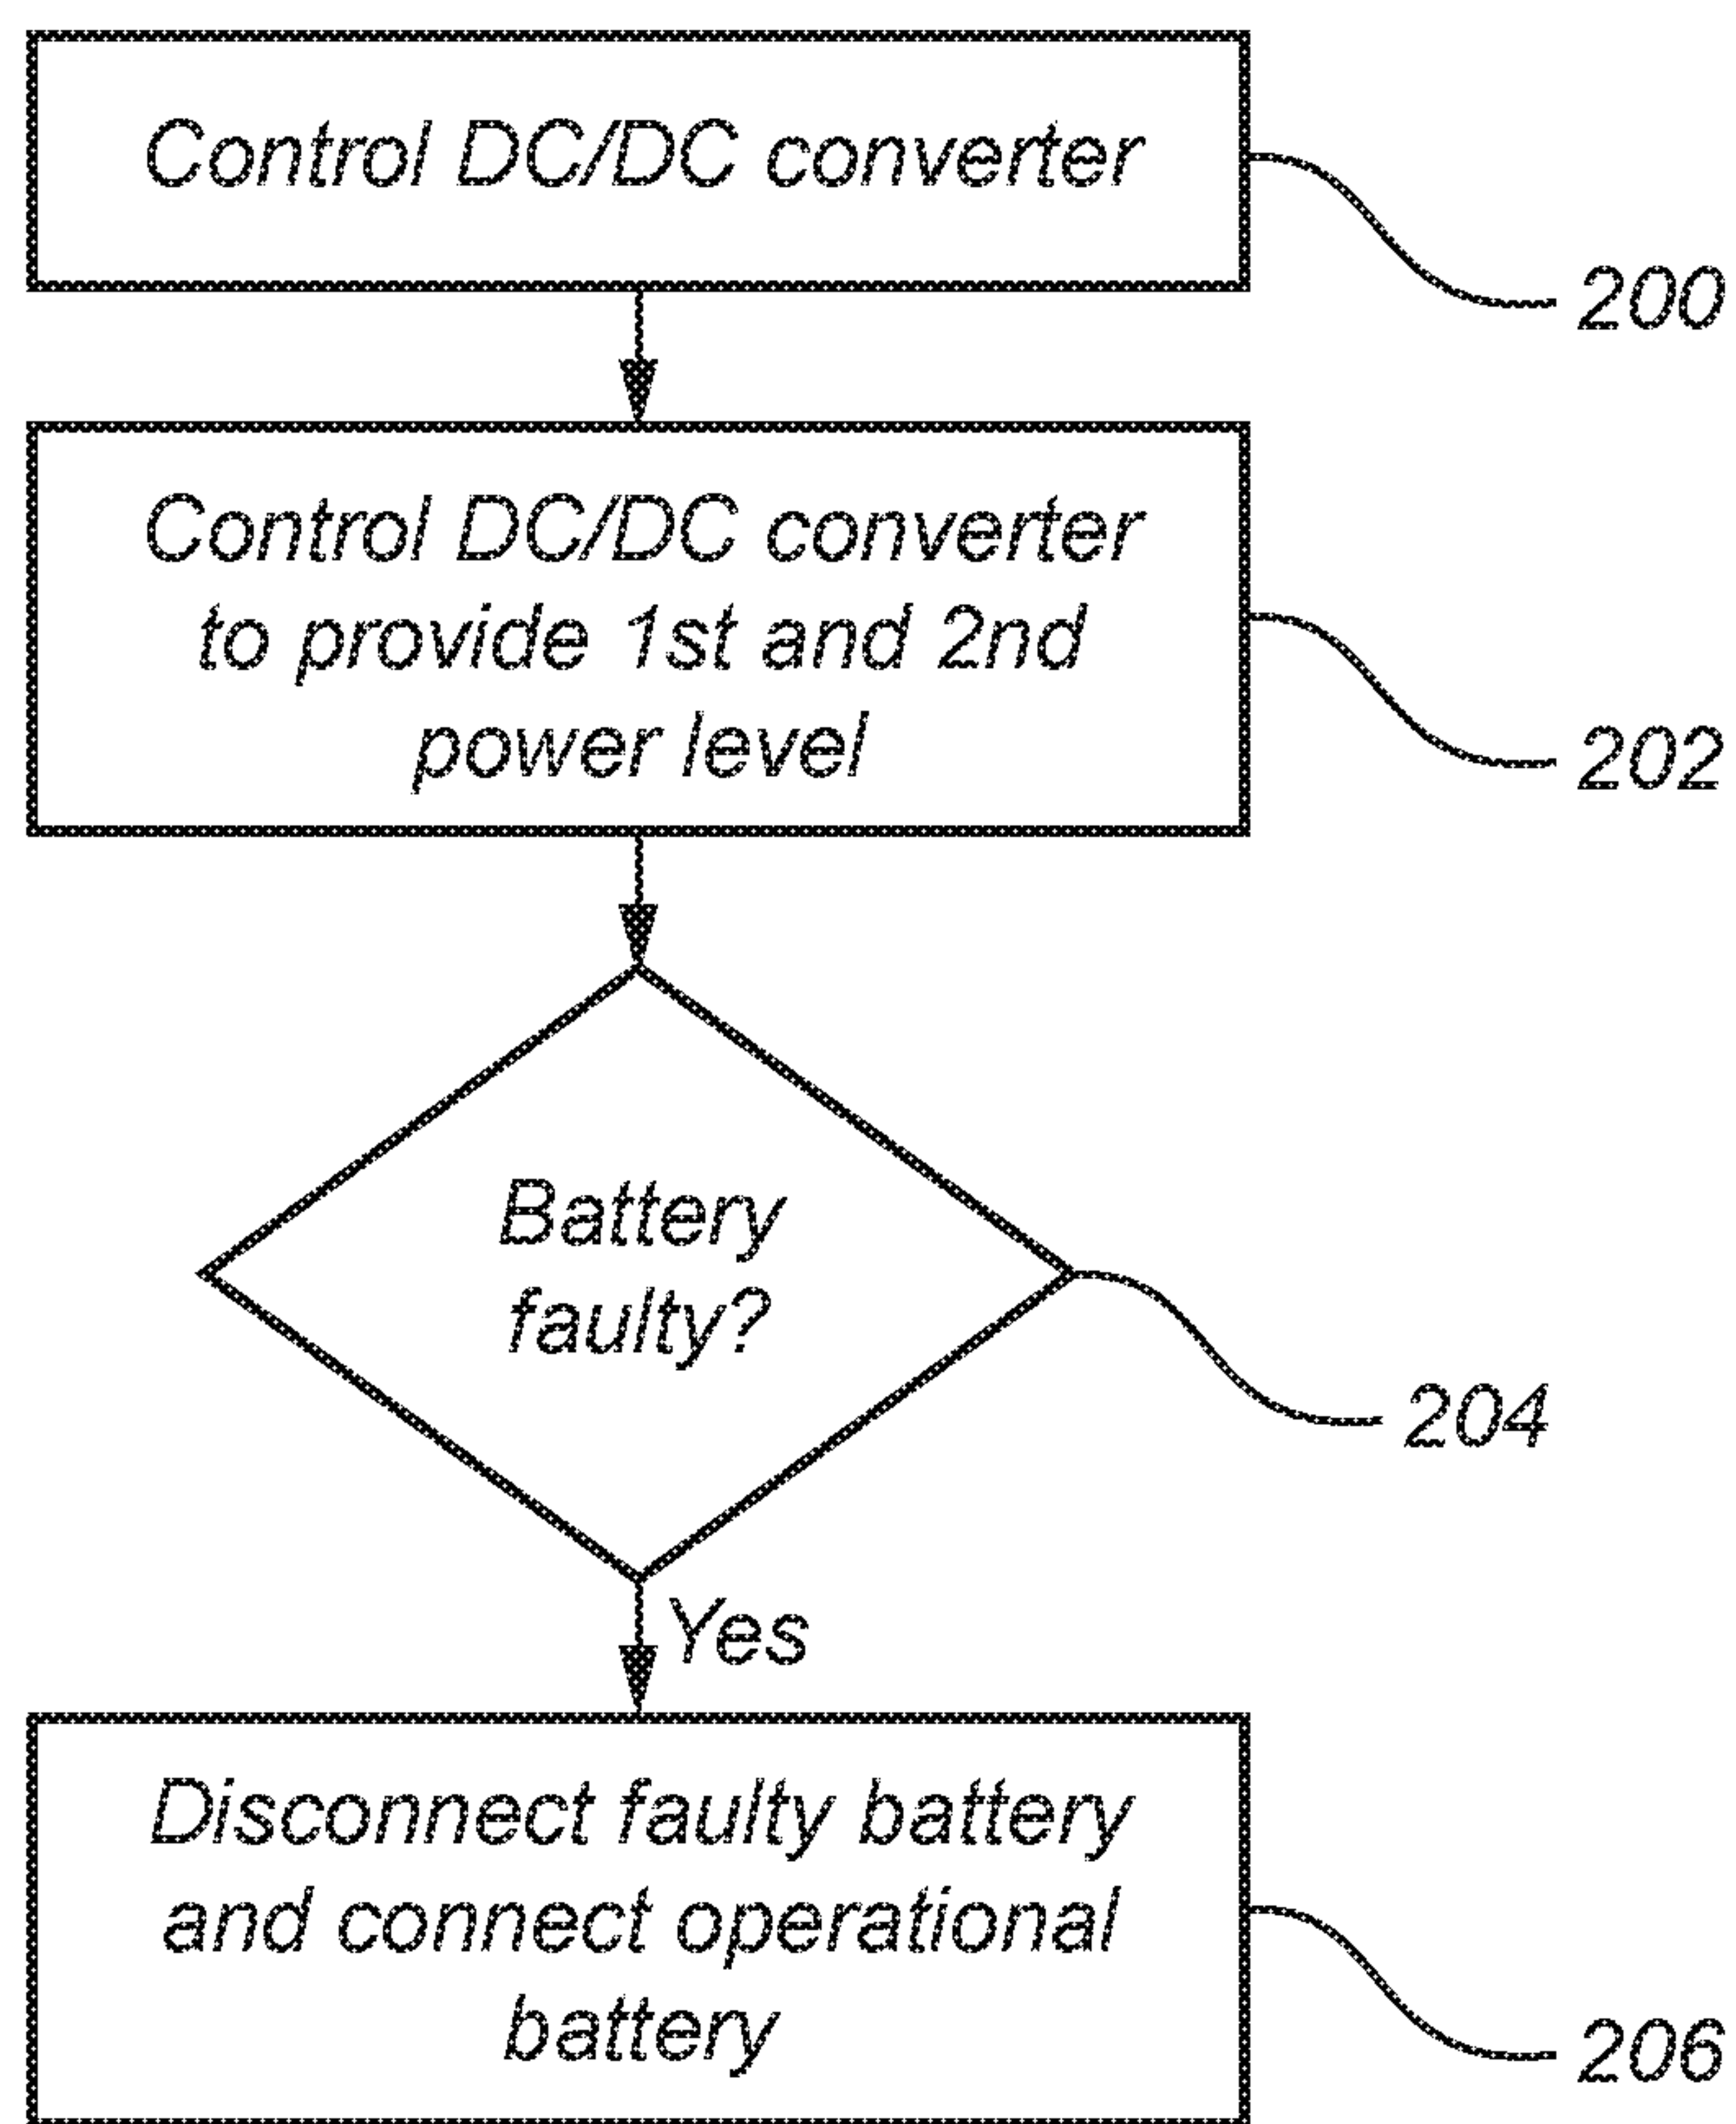 Control DC/DC converter
200
Control DC/DC converter
to provide 1st and 2nd
power level
202
Battery
faulty?
204
Yes
Disconnect faulty battery
and connect operational
battery
206